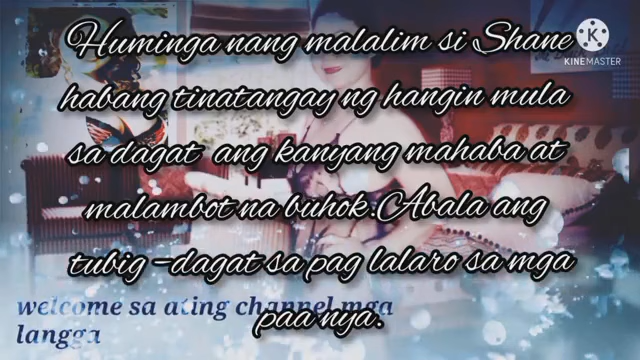 Huminga nang malalim si Shane
KINEMASTER
habang tinatangay ng hangin mula
sa dagat ang kanyang mahaba at
malambot na buhok.Abala ang
tubig-dagat sa pag lalaro sa mga
paa nya.
welcome sa ating channel mga
langga